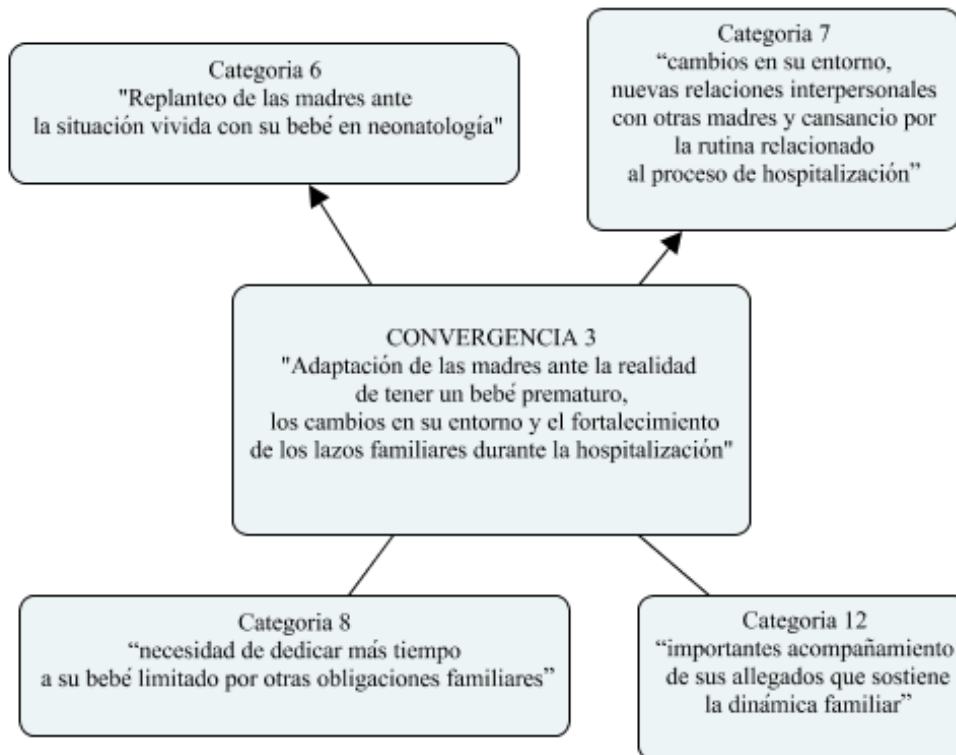 Categoria 6
"Replanteo de las madres ante
la situación vivida con su bebé en neonatología"
Categoria 7
“cambios en su entorno,
nuevas relaciones interpersonales
con otras madres y cansancio por
la rutina relacionado
al proceso de hospitalización”
CONVERGENCIA 3
"Adaptación de las madres ante la realidad
de tener un bebé prematuro,
los cambios en su entorno y el fortalecimiento
de los lazos familiares durante la hospitalización"
Categoria 8
“necesidad de dedicar más tiempo
a su bebé limitado por otras obligaciones familiares”
Categoria 12
“importantes acompañamiento
de sus allegados que sostiene
la dinámica familiar”